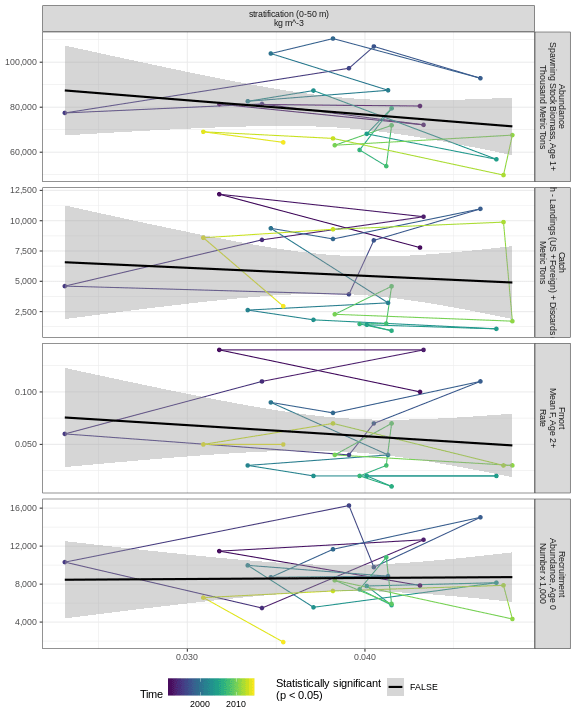 stratification (0-50 m)
kg m^-3
100,000
80,000
60,000
Abundance
Spawning Stock Biomass, Age 1+
Thousand Metric Tons
12,500
10,000
7,500
5,000
2,500
Catch
h - Landings (US +Foreign) + Discards
Metric Tons
0.100
0.050
Fmort
Mean F, Age 2+
Rate
16,000
12,000
8,000
4,000
Recruitment
Abundance, Age 0
Number x 1,000
0.030
0.040
Time
2000
2010
Statistically significant
(p < 0.05)
FALSE